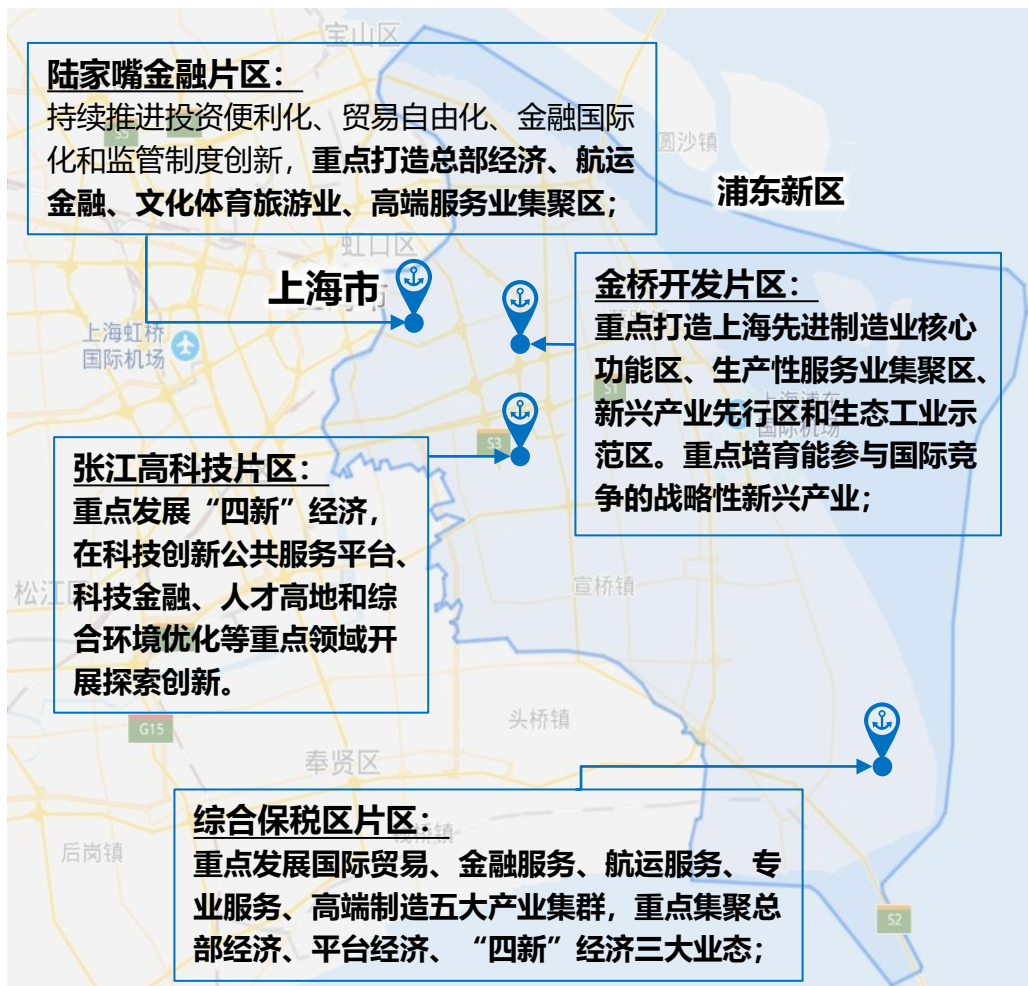 宝山区
陆家嘴金融片区：
持续推进投资便利化、贸易自由化、金融国际
化和监管制度创新，重点打造总部经济、航运
金融、文化体育旅游业、高端服务业集聚区；
S5
圆沙镇
浦东新区
虹口区
上海市
上海虹桥
国际机场
金桥开发片区：
重点打造上海先进制造业核心
功能区、生产性服务业集聚区、
新兴产业先行区和生态工业示
范区。重点培育能参与国际竞
争的战略性新兴产业；
S1
上海浦东
国际机场
S3
张江高科技片区：
重点发展“四新”经济，
在科技创新公共服务平台、
科技金融、人才高地和综
合环境优化等重点领域开
展探索创新。
松江区
宣桥镇
头桥镇
G15
奉贤区
综合保税区片区：
重点发展国际贸易、金融服务、航运服务、专
业服务、高端制造五大产业集群，重点集聚总
部经济、平台经济、“四新”经济三大业态；
后岗镇
S2